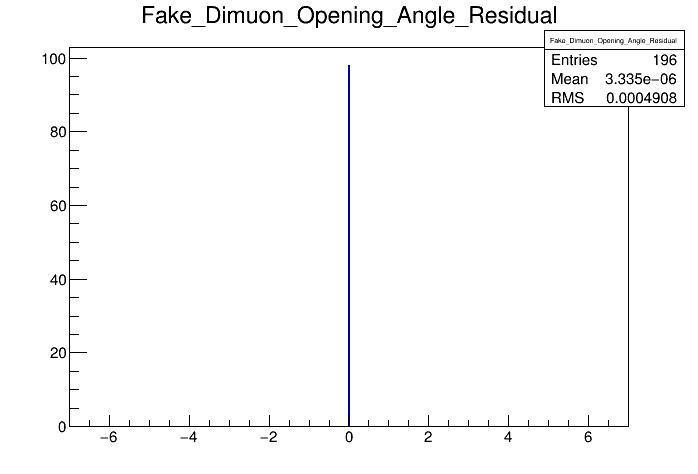 Fake_Dimuon_Opening_Angle_Residual
Fake_Dimuon_Opening_Angle_Residual
Entries 196
Mean 3.335e−06
RMS 0.0004908
100
80
60
40
20
0
−6 −4 −2 0 2 4 6